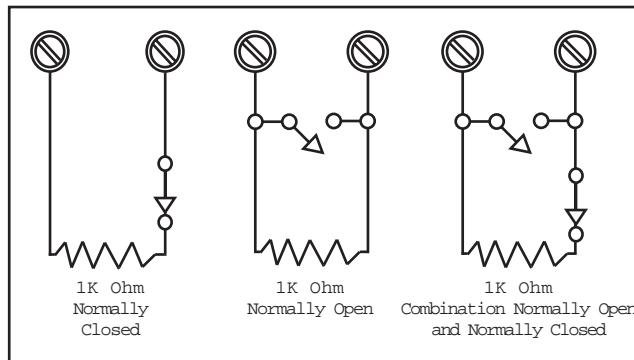 1K Ohm
Normally
Closed
1K Ohm
Normally Open
1K Ohm
Combination Normally Open
and Normally Closed